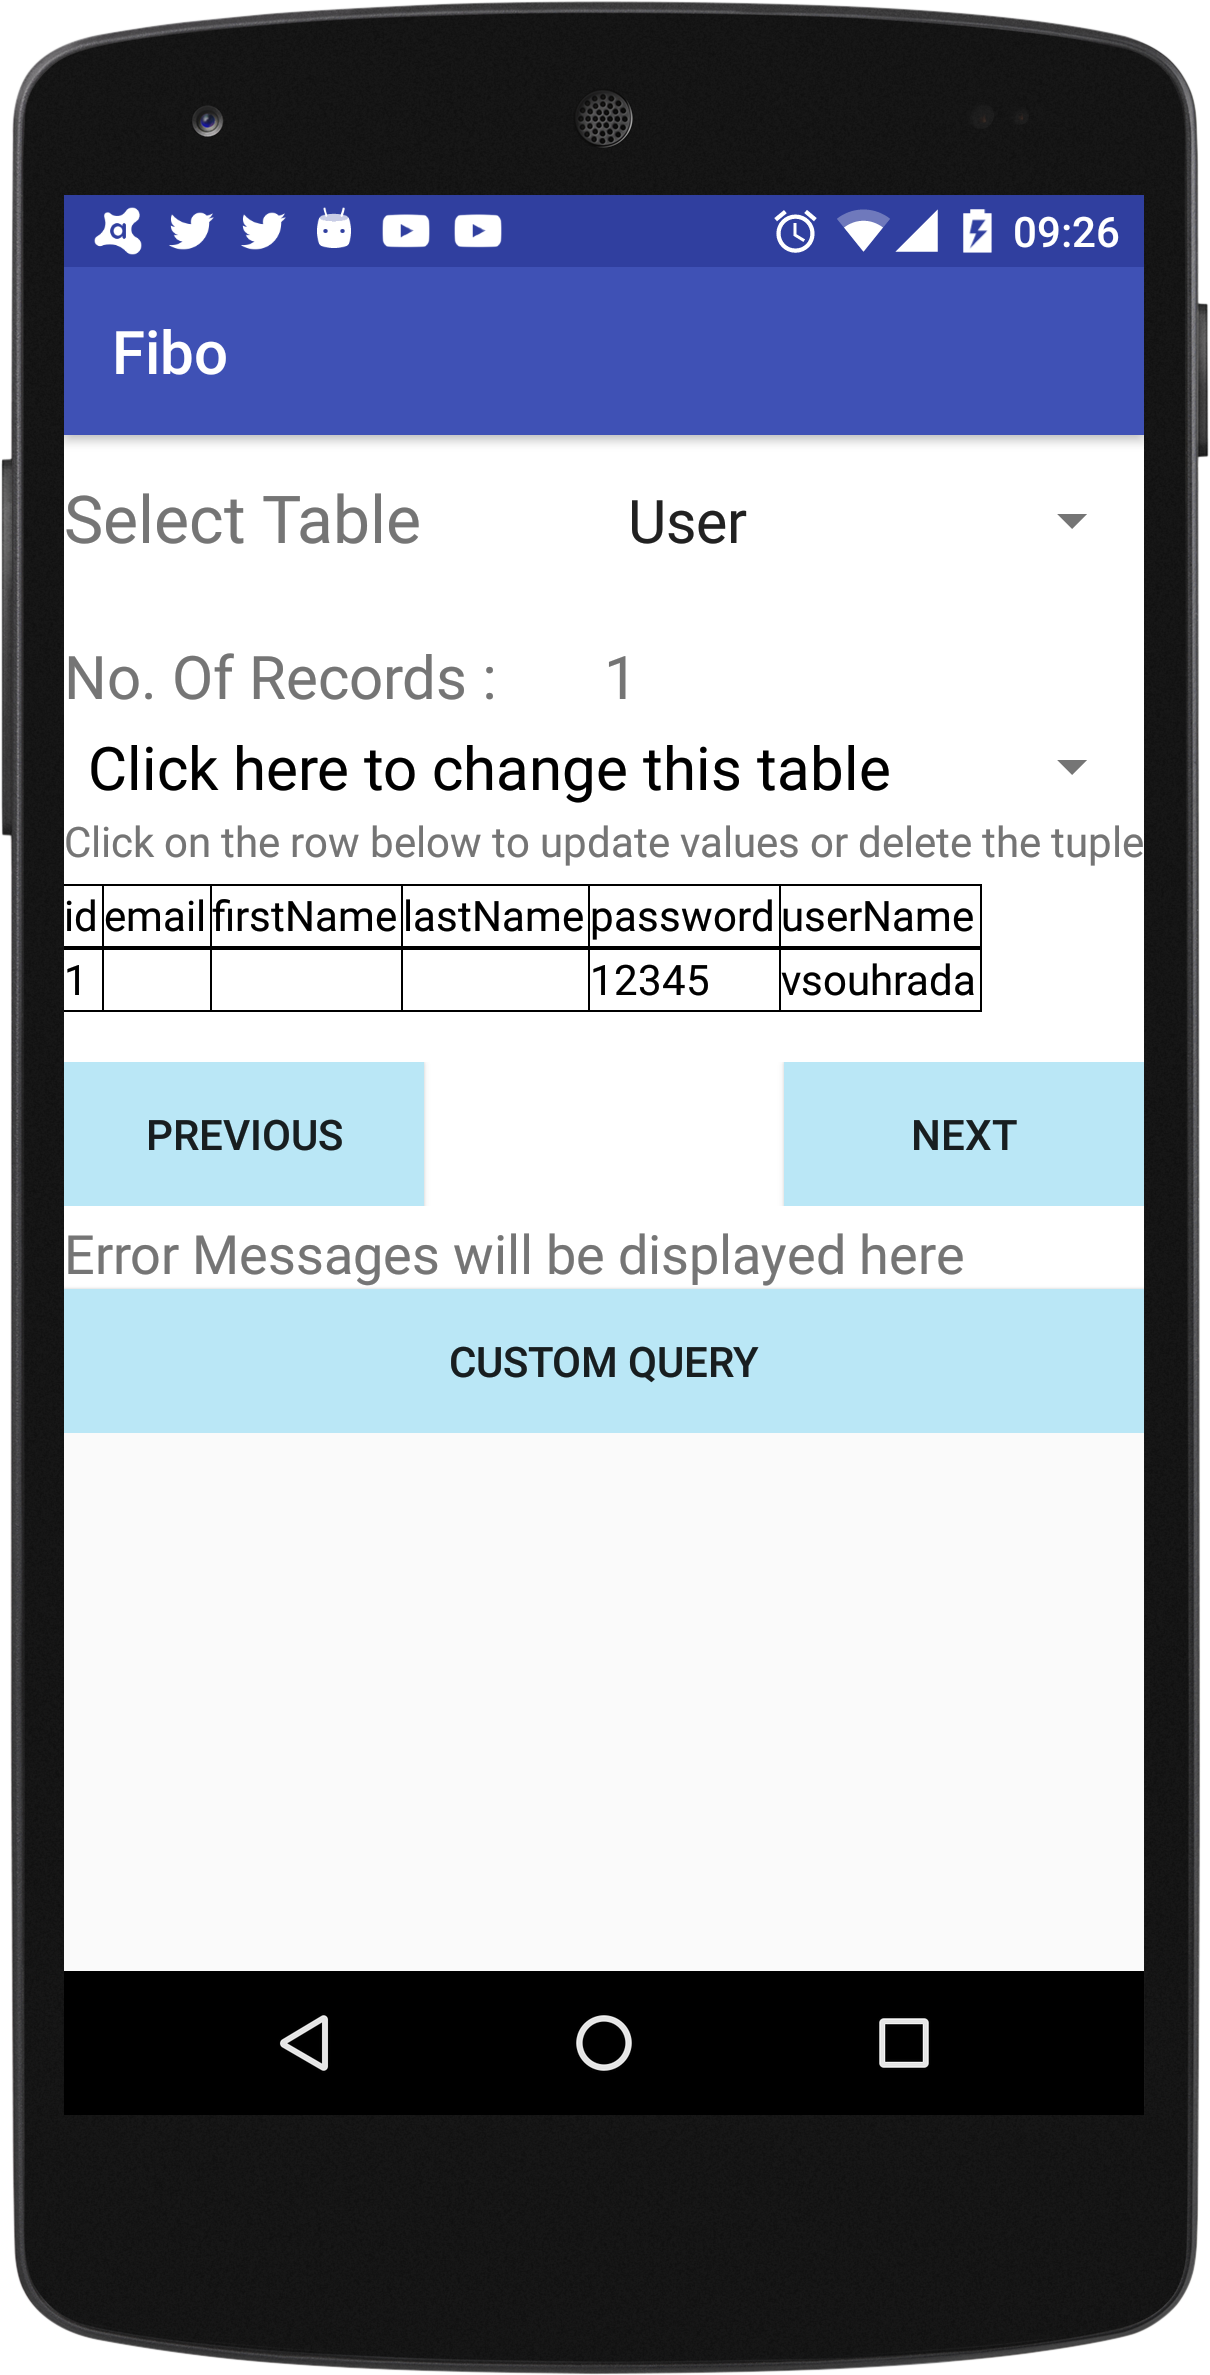 09:26
Fibo
Select Table User
No. Of Records : 1
Click here to change this table
Click on the row below to update values or delete the tuple
id email firstName lastName password userName
1 12345 vsouhrada
PREVIOUS NEXT
Error Messages will be displayed here
CUSTOM QUERY